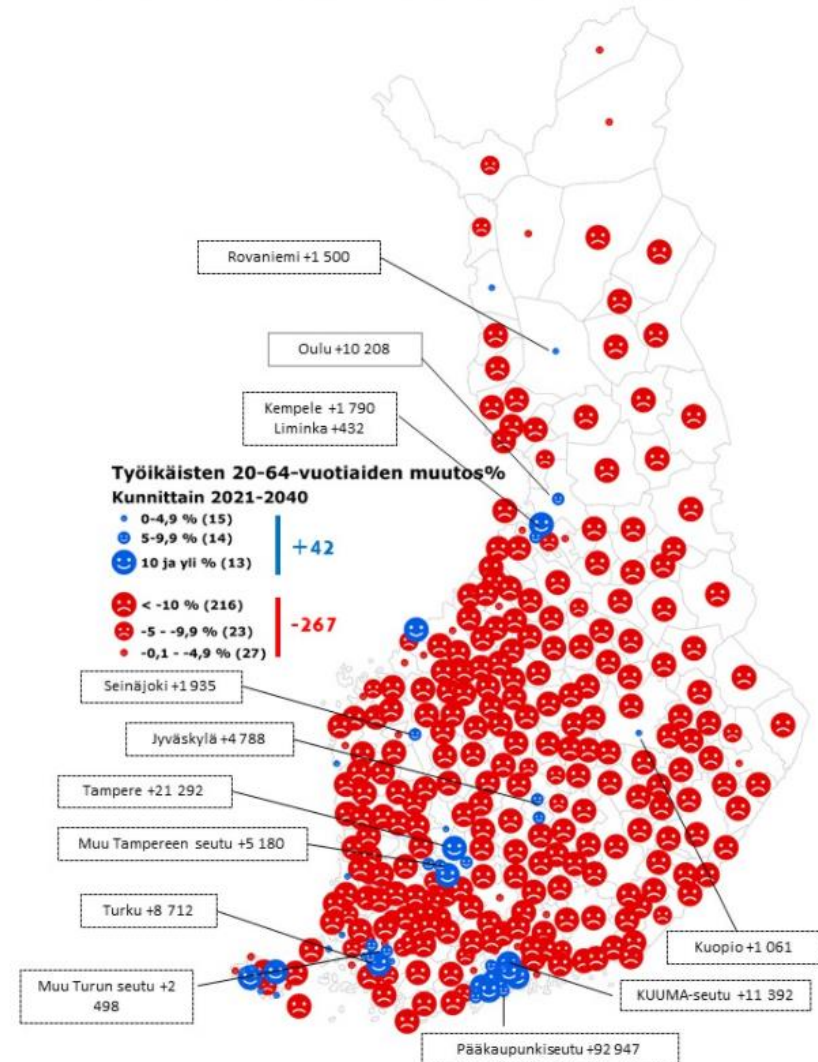 Rovaniemi +1 500
Oulu +10 208
Kempele +1 790
Liminka +432
Työikäisten 20-64-vuotiaiden muutos%
Kunnittain 2021-2040
0-4,9 % (15)
5-9,9 % (14)
10 ja yli % (13)
+42
< -10 % (216)
-5 - -9,9 % (23)
-0,1 - -4,9 % (27)
-267
Seinäjoki +1 935
Jyväskylä +4 788
Tampere +21 292
Muu Tampereen seutu +5 180
Turku +8 712
Muu Turun seutu +2
498
Kuopio +1 061
KUUMA-seutu +11 392
Pääkaupunkiseutu +92 947